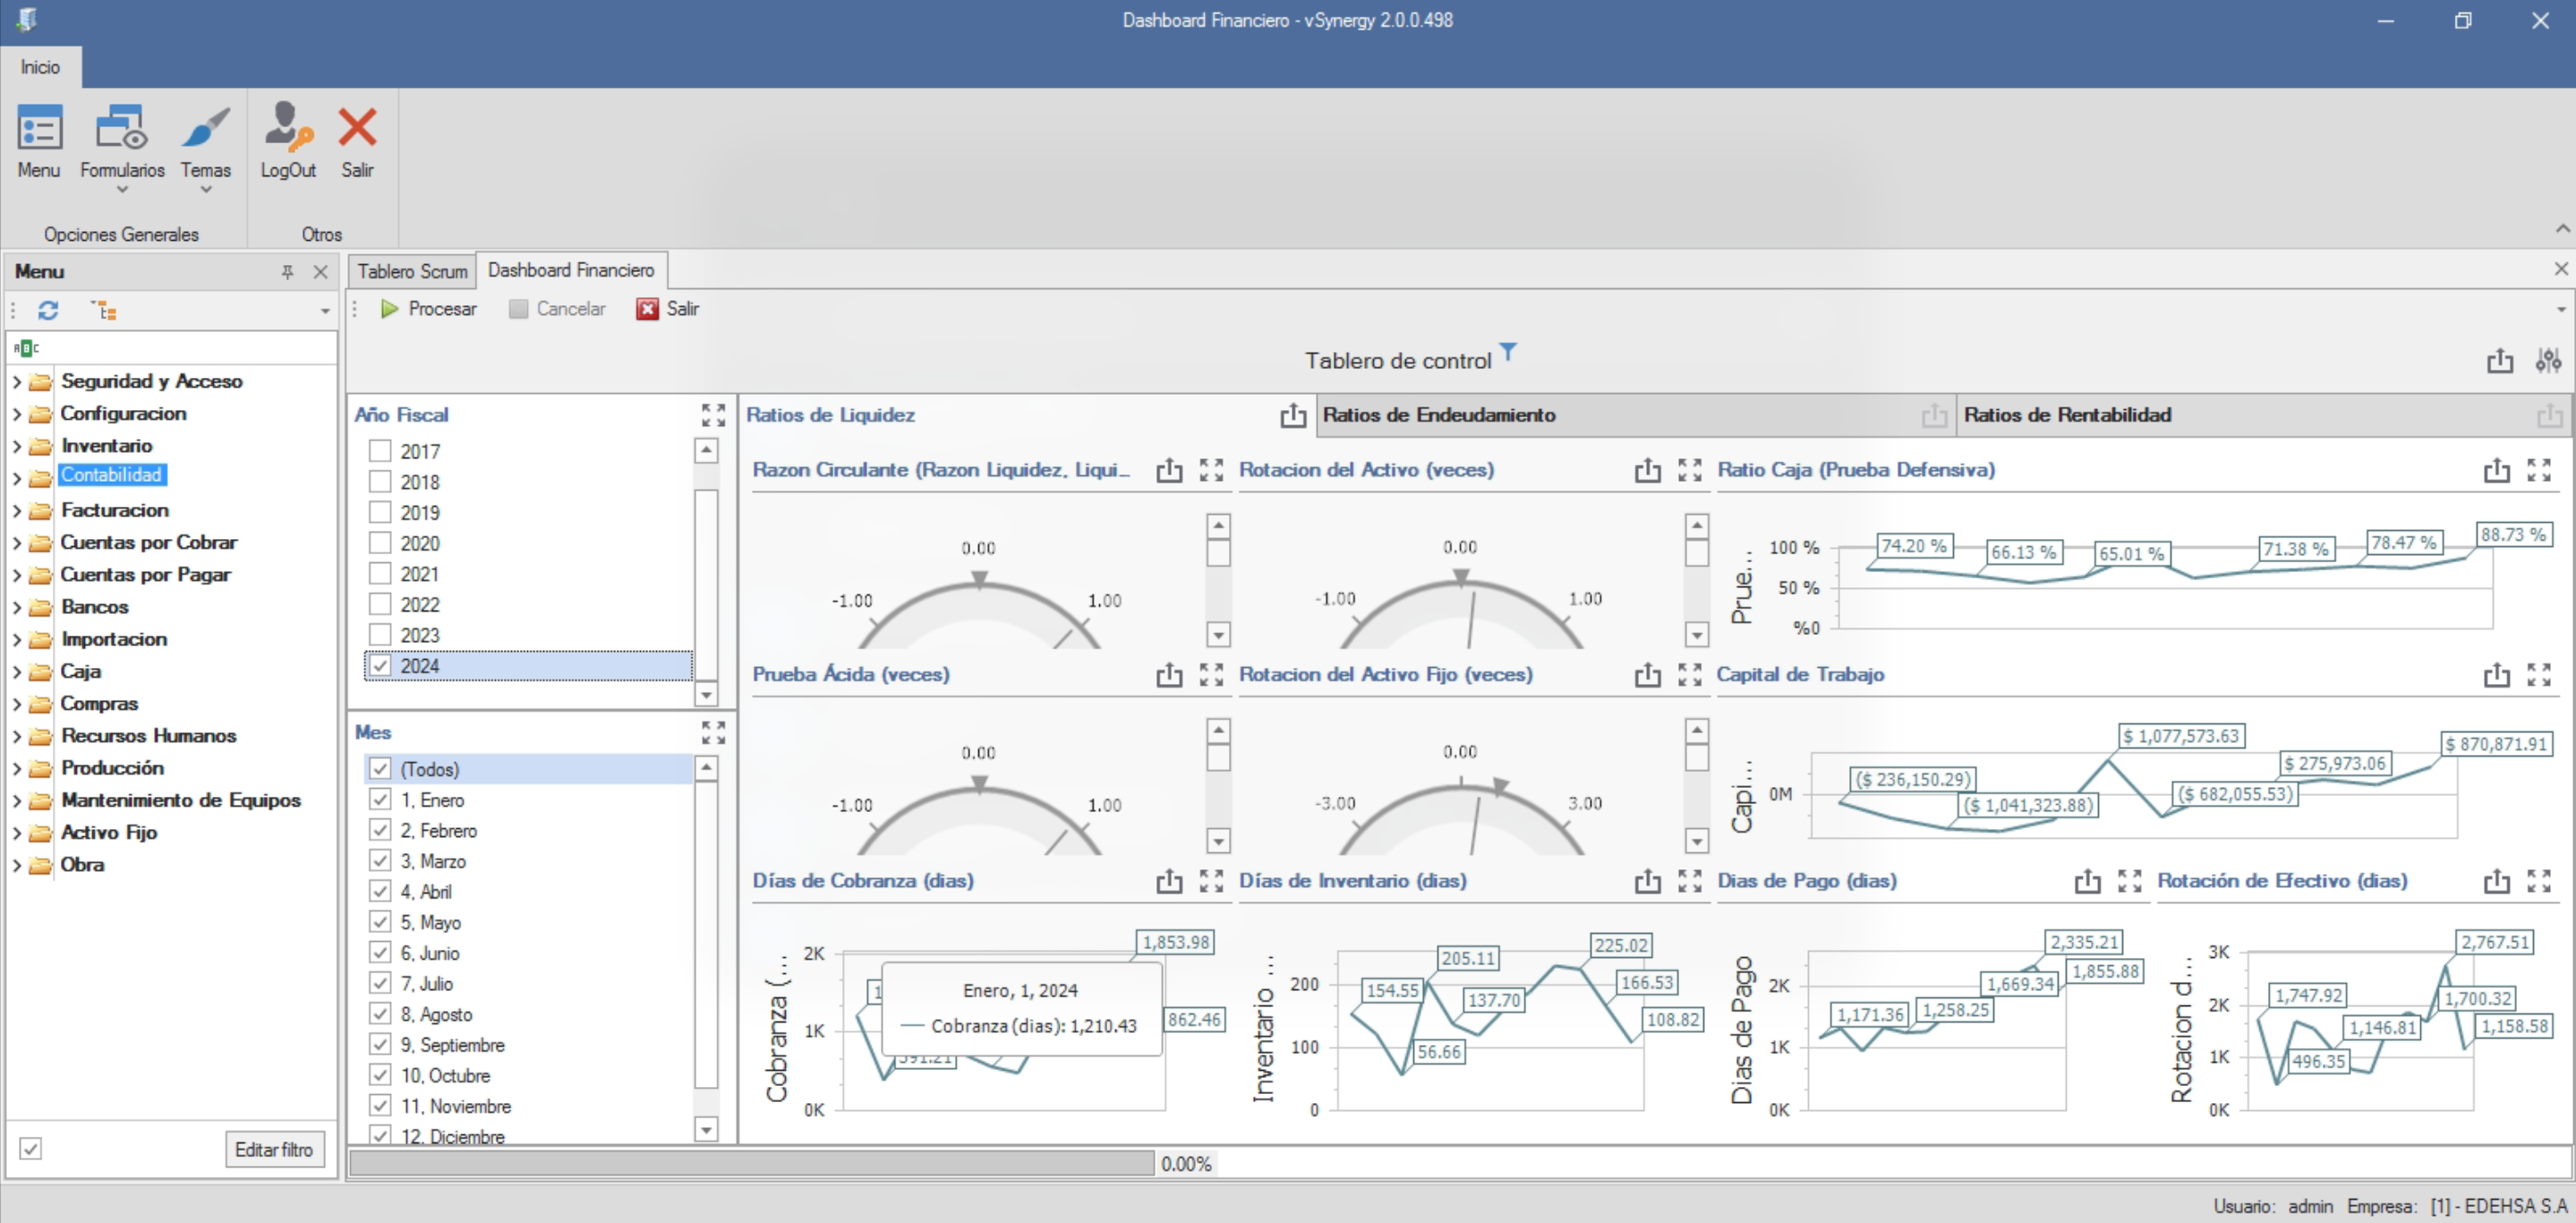 Dashboard Financiero - vSynergy 2.0.0.498
Inicio
Menu
Formularios
Temas
LogOut
Salir
Opciones Generales
Otros
Menu
Tablero Scrum
Dashboard Financiero
Procesar
Cancelar
Salir
Tablero de control
Seguridad y Acceso
Configuracion
Inventario
Contabilidad
Facturacion
Cuentas por Cobrar
Cuentas por Pagar
Bancos
Importacion
Caja
Compras
Recursos Humanos
Producción
Mantenimiento de Equipos
Activo Fijo
Obra
Editar filtro
Año Fiscal
2017
2018
2019
2020
2021
2022
2023
2024
Mes
(Todos)
1, Enero
2, Febrero
3, Marzo
4, Abril
5, Mayo
6, Junio
7, Julio
8, Agosto
9, Septiembre
10, Octubre
11, Noviembre
12, Diciembre
Ratios de Liquidez
Ratios de Endeudamiento
Ratios de Rentabilidad
Razon Circulante (Razon Liquidez, Liqui...
0.00
-1.00
1.00
Rotacion del Activo (veces)
0.00
-1.00
1.00
Ratio Caja (Prueba Defensiva)
Prue...
100 %
50 %
%0
74.20 %
66.13 %
65.01 %
71.38 %
78.47 %
88.73 %
Prueba Ácida (veces)
0.00
-1.00
1.00
Rotacion del Activo Fijo (veces)
0.00
-3.00
3.00
Capital de Trabajo
Capi...
0M
($ 236,150.29)
($ 1,041,323.88)
$ 1,077,573.63
($ 682,055.53)
$ 275,973.06
$ 870,871.91
Días de Cobranza (dias)
Cobranza (...
2K
1K
0K
1,853.98
862.46
591.21
Enero, 1, 2024
Cobranza (dias): 1,210.43
Días de Inventario (dias)
Inventario ...
200
100
0
154.55
205.11
56.66
137.70
225.02
166.53
108.82
Dias de Pago (dias)
Dias de Pago
2K
1K
0K
1,171.36
1,258.25
1,669.34
2,335.21
1,855.88
Rotación de Efectivo (dias)
Rotacion d...
3K
2K
1K
0K
1,747.92
496.35
1,146.81
2,767.51
1,700.32
1,158.58
0.00%
Usuario: admin Empresa: [1] - EDEHSA S.A